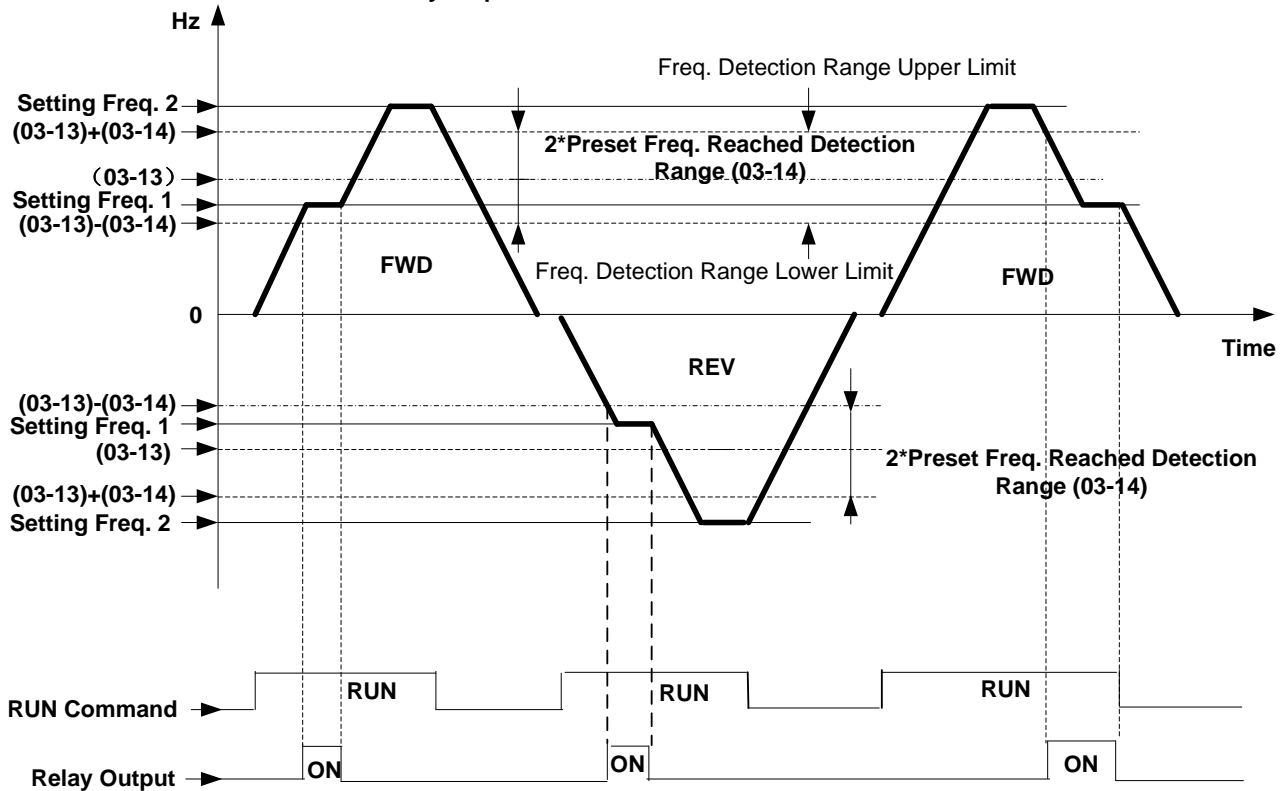 Hz
Freq. Detection Range Upper Limit
Setting Freq. 2
(03-13)+(03-14)
2*Preset Freq. Reached Detection
Range (03-14)
（03-13）
Setting Freq. 1
(03-13)-(03-14)
FWD
Freq. Detection Range Lower Limit
FWD
0
Time
REV
(03-13)-(03-14)
Setting Freq. 1
(03-13)
2*Preset Freq. Reached Detection
Range (03-14)
(03-13)+(03-14)
Setting Freq. 2
RUN
RUN
RUN
RUN Command
ON
ON
ON
Relay Output